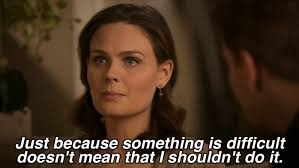 Just because something is difficult
doesn't mean that I shouldn't do it.